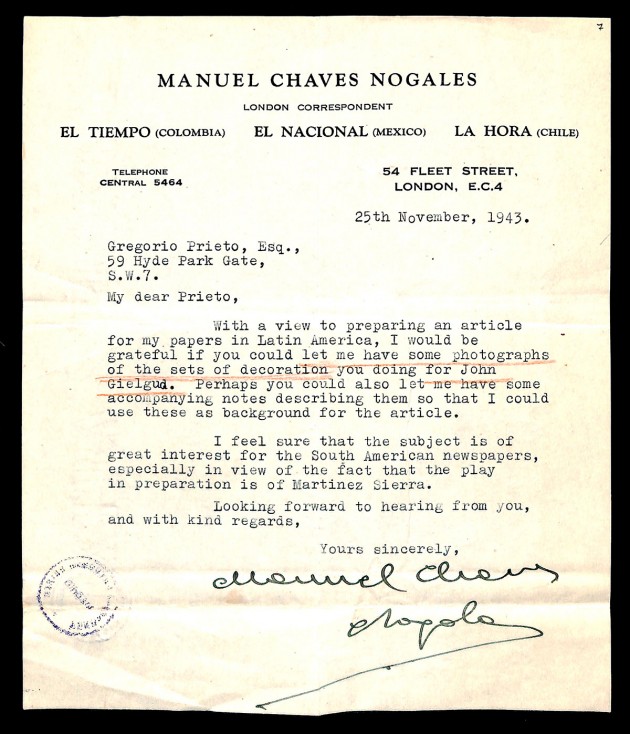 7
MANUEL CHAVES NOGALES
LONDON CORRESPONDENT
EL TIEMPO (COLOMBIA) EL NACIONAL (MEXICO) LA HORA (CHILE)
TELEPHONE
CENTRAL 5464
54 FLEET STREET,
LONDON, E.C.4
25th November, 1943.
Gregorio Prieto, Esq.,
59 Hyde Park Gate,
S.W.7.
My dear Prieto,
With a view to preparing an article
for my papers in Latin America, I would be
grateful if you could let me have some photographs
of the sets of decoration you doing for John
Gielgud. Perhaps you could also let me have some
accompanying notes describing them so that I could
use these as background for the article.
I feel sure that the subject is of
great interest for the South American newspapers,
especially in view of the fact that the play
in preparation is of Martinez Sierra.
Looking forward to hearing from you,
and with kind regards,
Yours sincerely,
Manuel Chaves
Nogales